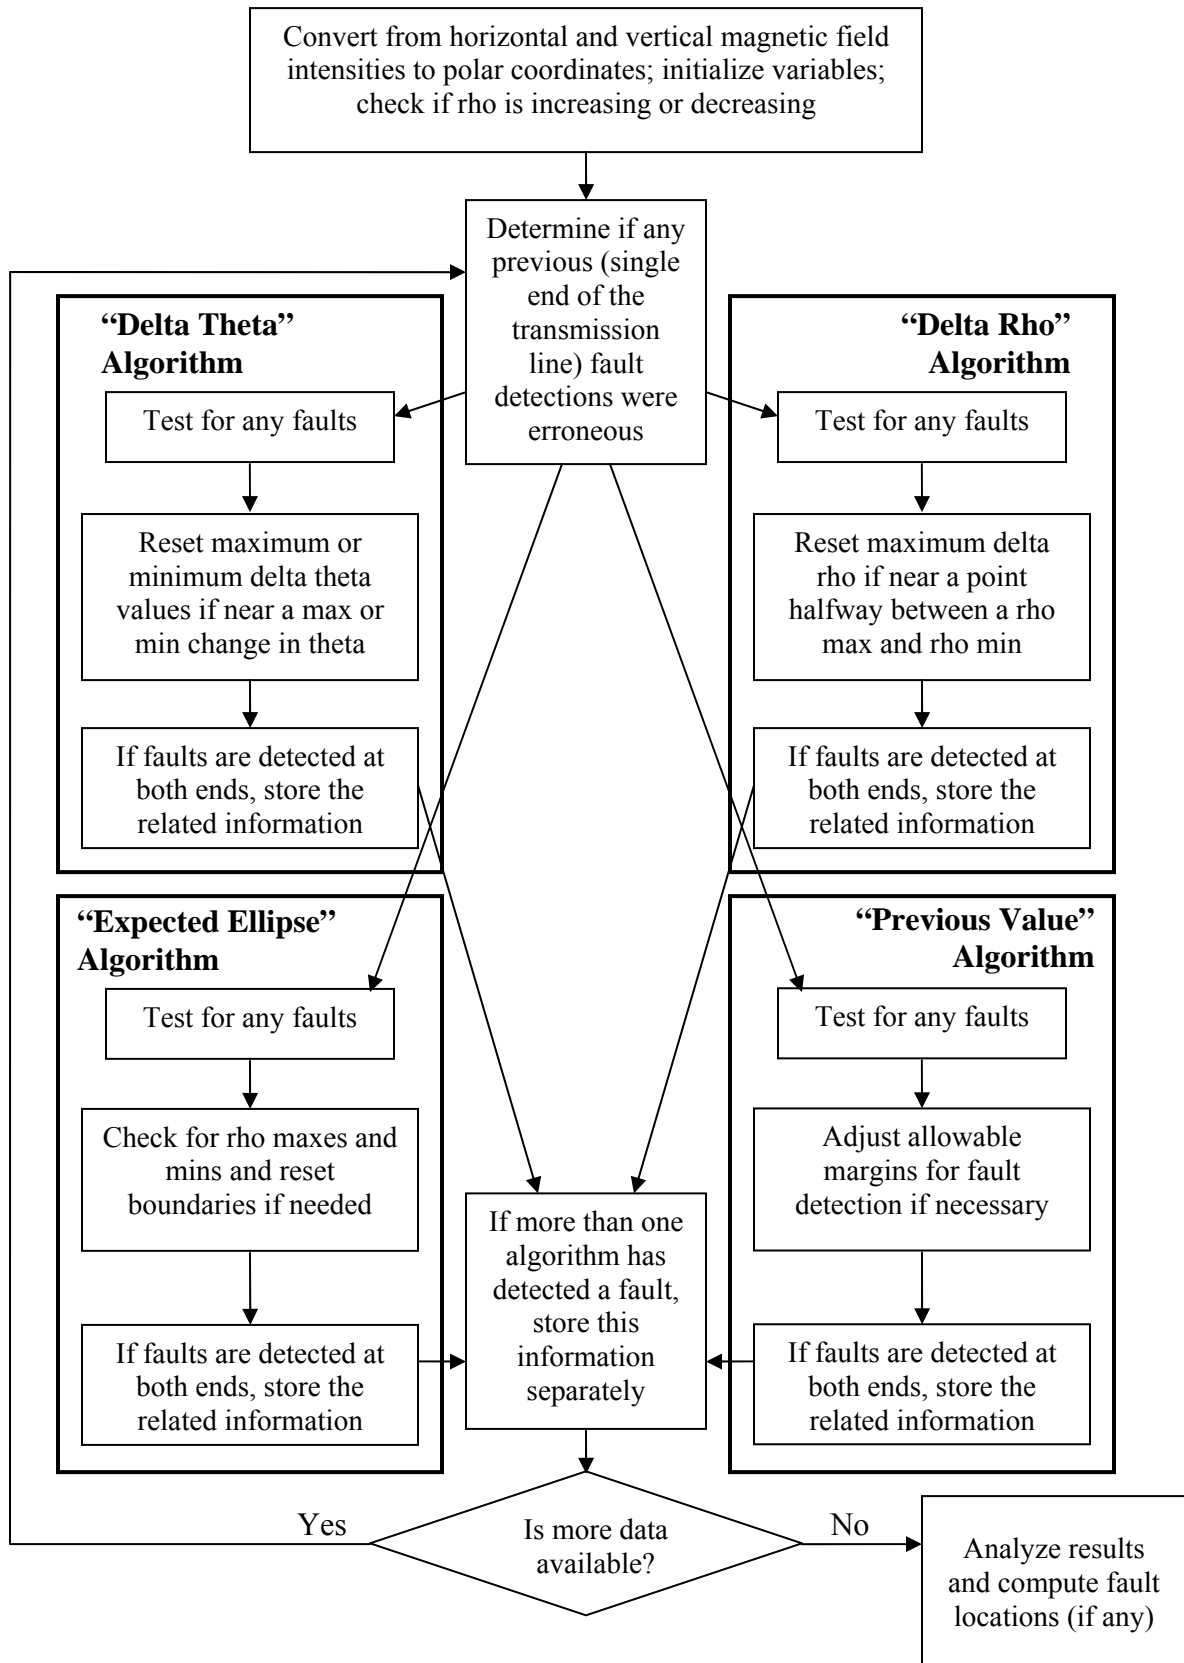 Convert from horizontal and vertical magnetic field
intensities to polar coordinates; initialize variables;
check if rho is increasing or decreasing
Determine if any
previous (single
end of the
transmission
line) fault
detections were
erroneous
“Delta Theta”
Algorithm
Test for any faults
Reset maximum or
minimum delta theta
values if near a max or
min change in theta
If faults are detected at
both ends, store the
related information
“Delta Rho”
Algorithm
Test for any faults
Reset maximum delta
rho if near a point
halfway between a rho
max and rho min
If faults are detected at
both ends, store the
related information
“Expected Ellipse”
Algorithm
Test for any faults
Check for rho maxes and
mins and reset
boundaries if needed
If faults are detected at
both ends, store the
related information
“Previous Value”
Algorithm
Test for any faults
Adjust allowable
margins for fault
detection if necessary
If faults are detected at
both ends, store the
related information
If more than one
algorithm has
detected a fault,
store this
information
separately
Is more data
available?
Yes
No
Analyze results
and compute fault
locations (if any)